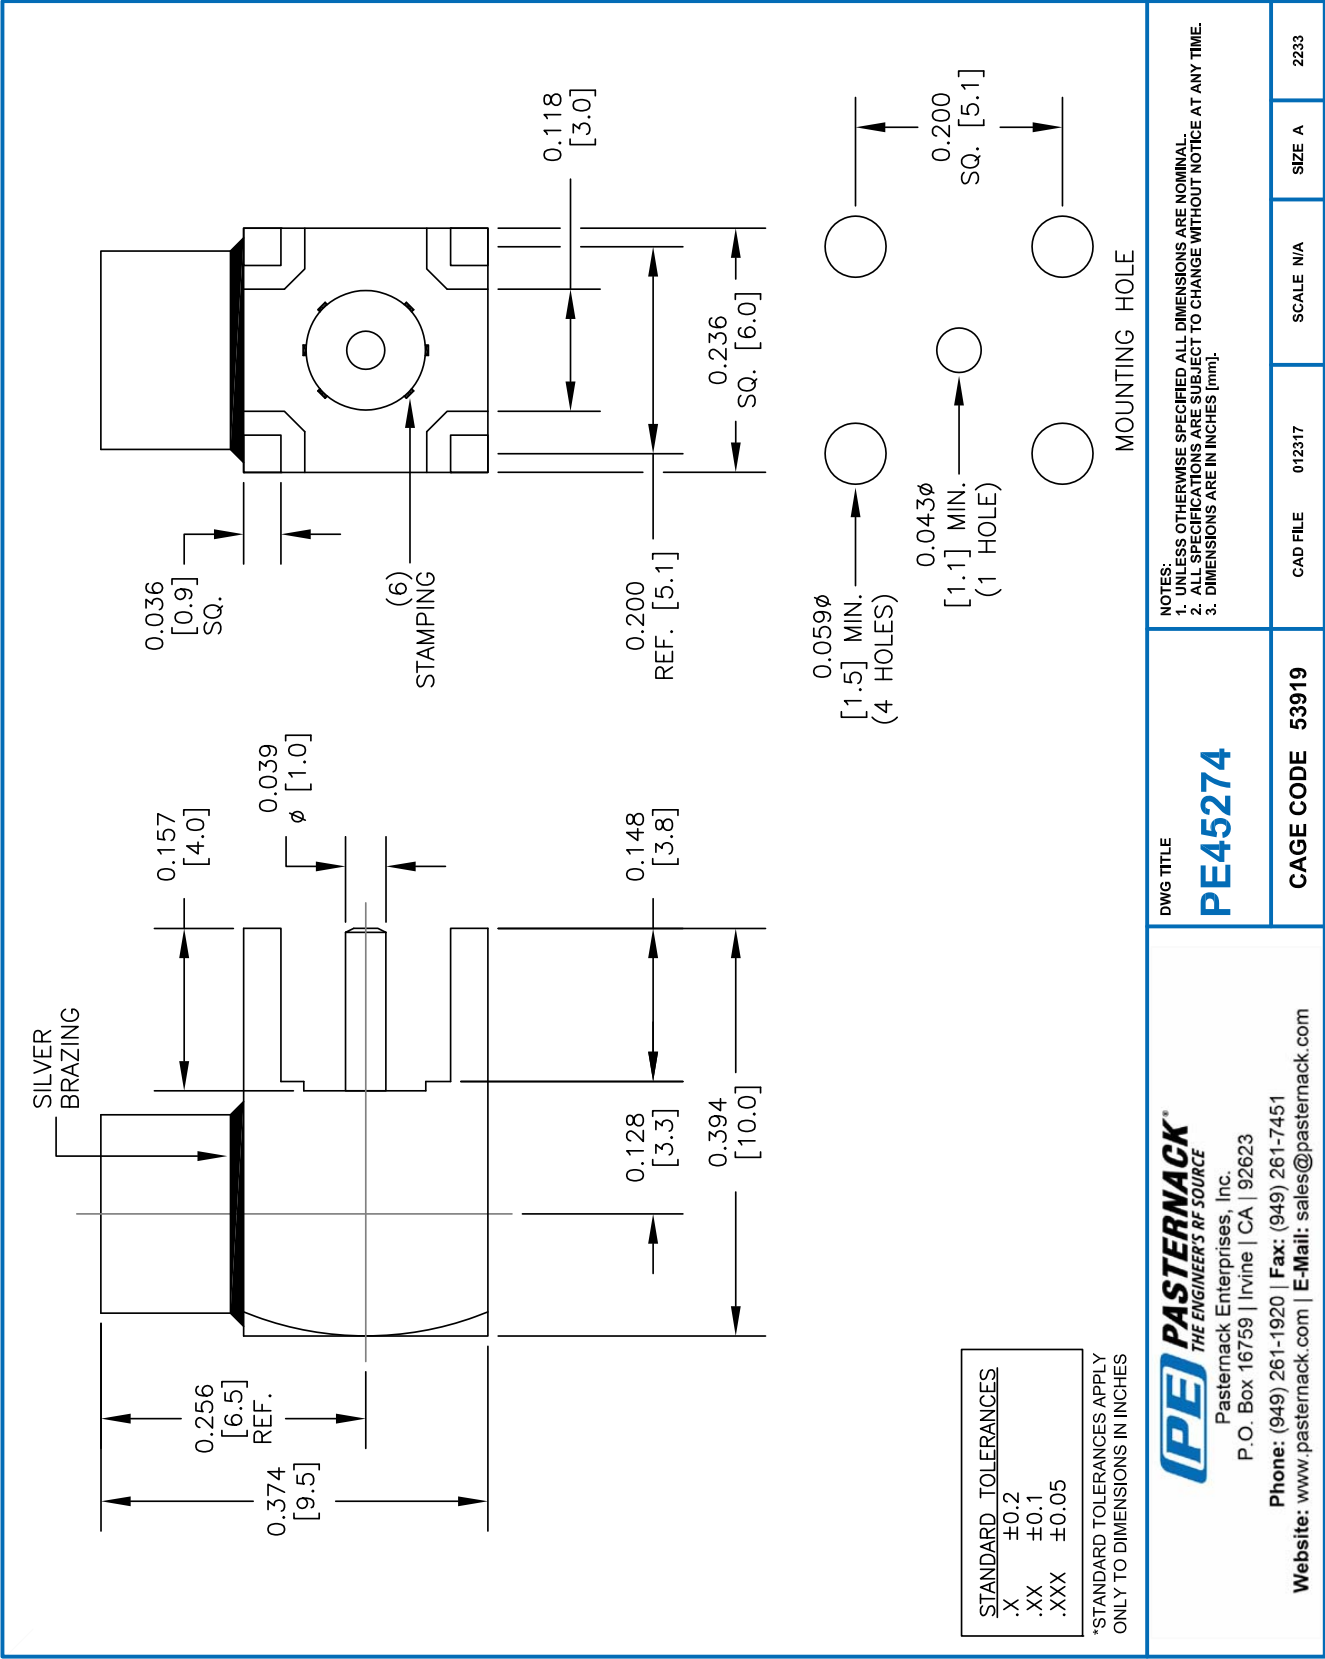 SILVER
BRAZING
0.157
[4.0]
0.039
ø [1.0]
0.256
[6.5]
REF.
0.374
[9.5]
0.128
[3.3]
0.148
[3.8]
0.394
[10.0]
0.036
[0.9]
SQ.
(6)
STAMPING
0.118
[3.0]
0.200
REF. [5.1]
0.236
SQ. [6.0]
0.059ø
[1.5] MIN.
(4 HOLES)
0.043ø
[1.1] MIN.
(1 HOLE)
0.200
SQ. [5.1]
MOUNTING HOLE
STANDARD TOLERANCES
.X ±0.2
.XX ±0.1
.XXX ±0.05
*STANDARD TOLERANCES APPLY
ONLY TO DIMENSIONS IN INCHES
PE PASTERNACK®
THE ENGINEER'S RF SOURCE
Pasternack Enterprises, Inc.
P.O. Box 16759 | Irvine | CA | 92623
Phone: (949) 261-1920 | Fax: (949) 261-7451
Website: www.pasternack.com | E-Mail: sales@pasternack.com
DWG TITLE
PE45274
CAGE CODE 53919
NOTES:
1. UNLESS OTHERWISE SPECIFIED ALL DIMENSIONS ARE NOMINAL.
2. ALL SPECIFICATIONS ARE SUBJECT TO CHANGE WITHOUT NOTICE AT ANY TIME.
3. DIMENSIONS ARE IN INCHES [mm].
CAD FILE 012317
SCALE N/A
SIZE A
2233